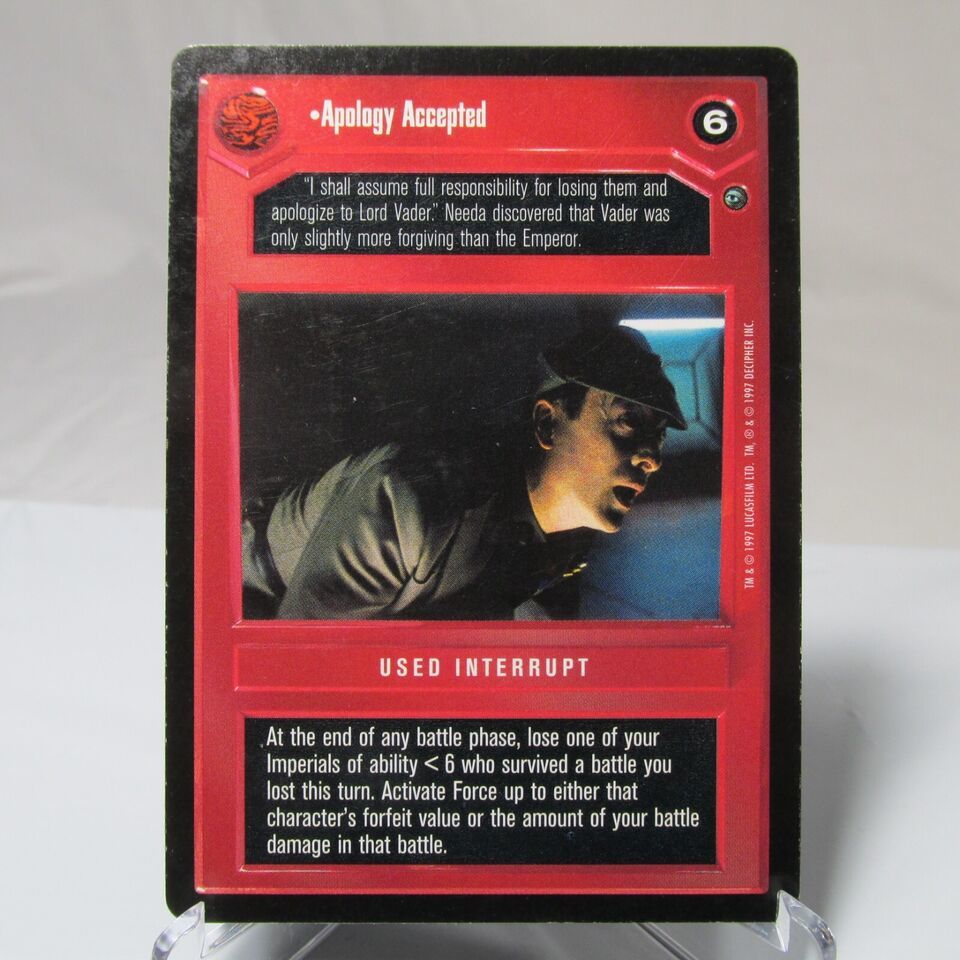 •Apology Accepted
6
"I shall assume full responsibility for losing them and
apologize to Lord Vader." Needa discovered that Vader was
only slightly more forgiving than the Emperor.
TM & © 1997 LUCASFILM LTD. TM, ® & © 1997 DECIPHER INC.
USED INTERRUPT
At the end of any battle phase, lose one of your
Imperials of ability < 6 who survived a battle you
lost this turn. Activate Force up to either that
character's forfeit value or the amount of your battle
damage in that battle.